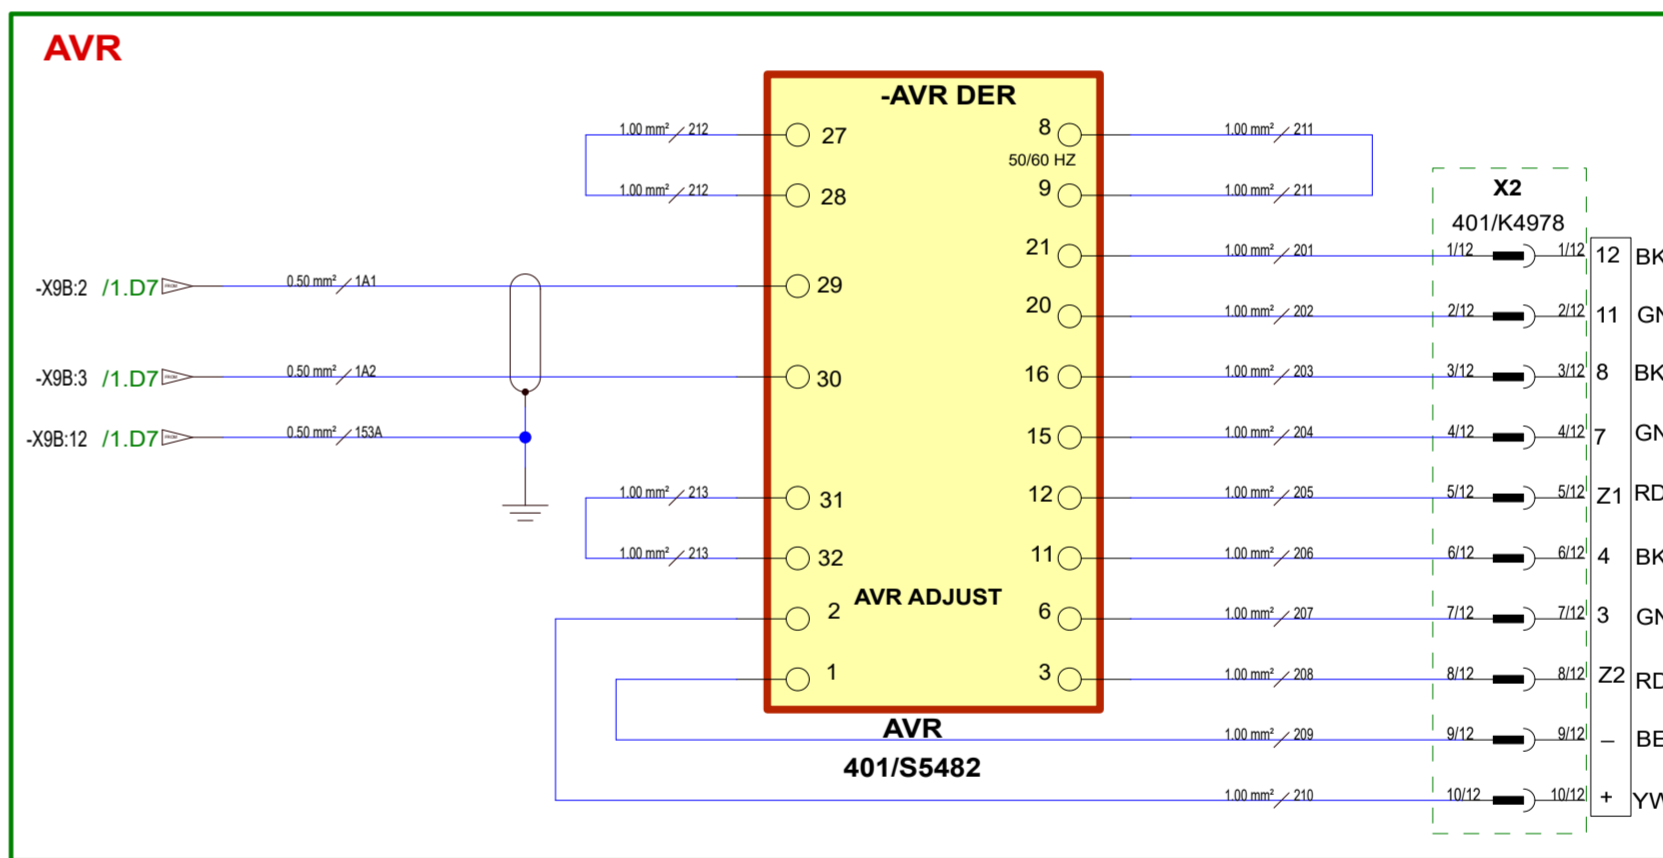 AVR
-AVR DER
1.00 mm² 212 27 8 1.00 mm² 211
50/60 HZ
1.00 mm² 212 28 9 1.00 mm² 211
X2
401/K4978
21 1.00 mm² 201 1/12 1/12 12 BK
-X9B:2 /1.D7 0.50 mm² 1A1 29
20 1.00 mm² 202 2/12 2/12 11 GN
-X9B:3 /1.D7 0.50 mm² 1A2 30 16 1.00 mm² 203 3/12 3/12 8 BK
-X9B:12 /1.D7 0.50 mm² 153A 15 1.00 mm² 204 4/12 4/12 7 GN
1.00 mm² 213 31 12 1.00 mm² 205 5/12 5/12 Z1 RD
1.00 mm² 213 32 11 1.00 mm² 206 6/12 6/12 4 BK
AVR ADJUST
2 6 1.00 mm² 207 7/12 7/12 3 GN
1 3 1.00 mm² 208 8/12 8/12 Z2 RD
AVR
1.00 mm² 209 9/12 9/12 – BE
401/S5482
1.00 mm² 210 10/12 10/12 + YW